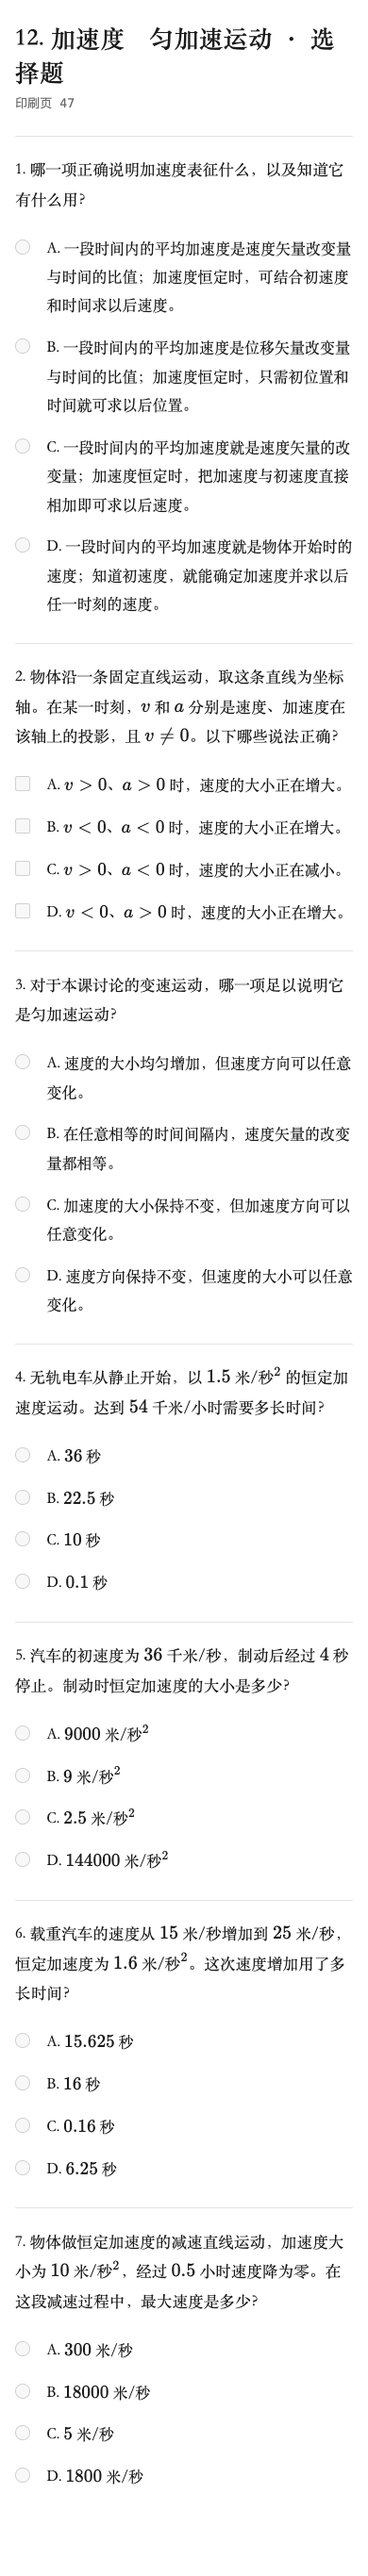 12. 加速度　匀加速运动 · 选
择题
印刷页 47
1. 哪一项正确说明加速度表征什么，以及知道它
有什么用？
A. 一段时间内的平均加速度是速度矢量改变量
与时间的比值；加速度恒定时，可结合初速度
和时间求以后速度。
B. 一段时间内的平均加速度是位移矢量改变量
与时间的比值；加速度恒定时，只需初位置和
时间就可求以后位置。
C. 一段时间内的平均加速度就是速度矢量的改
变量；加速度恒定时，把加速度与初速度直接
相加即可求以后速度。
D. 一段时间内的平均加速度就是物体开始时的
速度；知道初速度，就能确定加速度并求以后
任一时刻的速度。
2. 物体沿一条固定直线运动，取这条直线为坐标
轴。在某一时刻，v 和 a 分别是速度、加速度在
该轴上的投影，且 v ≠ 0。以下哪些说法正确？
A. v > 0、a > 0 时，速度的大小正在增大。
B. v < 0、a < 0 时，速度的大小正在增大。
C. v > 0、a < 0 时，速度的大小正在减小。
D. v < 0、a > 0 时，速度的大小正在增大。
3. 对于本课讨论的变速运动，哪一项足以说明它
是匀加速运动？
A. 速度的大小均匀增加，但速度方向可以任意
变化。
B. 在任意相等的时间间隔内，速度矢量的改变
量都相等。
C. 加速度的大小保持不变，但加速度方向可以
任意变化。
D. 速度方向保持不变，但速度的大小可以任意
变化。
4. 无轨电车从静止开始，以 1.5 米/秒² 的恒定加
速度运动。达到 54 千米/小时需要多长时间？
A. 36 秒
B. 22.5 秒
C. 10 秒
D. 0.1 秒
5. 汽车的初速度为 36 千米/秒，制动后经过 4 秒
停止。制动时恒定加速度的大小是多少？
A. 9000 米/秒²
B. 9 米/秒²
C. 2.5 米/秒²
D. 144000 米/秒²
6. 载重汽车的速度从 15 米/秒增加到 25 米/秒，
恒定加速度为 1.6 米/秒²。这次速度增加用了多
长时间？
A. 15.625 秒
B. 16 秒
C. 0.16 秒
D. 6.25 秒
7. 物体做恒定加速度的减速直线运动，加速度大
小为 10 米/秒²，经过 0.5 小时速度降为零。在
这段减速过程中，最大速度是多少？
A. 300 米/秒
B. 18000 米/秒
C. 5 米/秒
D. 1800 米/秒